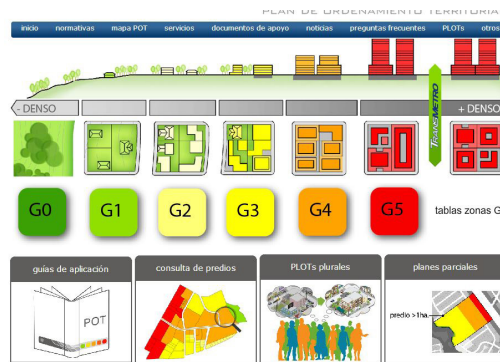 PLAN DE ORDENAMIENTO TERRITORIA
inicio normativas mapa POT servicios documentos de apoyo noticias preguntas frecuentes PLOTs otros
- DENSO
TRANSMETRO
+ DENSO
G0 G1 G2 G3 G4 G5 tablas zonas G
guías de aplicación consulta de predios PLOTs plurales planes parciales
POT
predio >1ha.